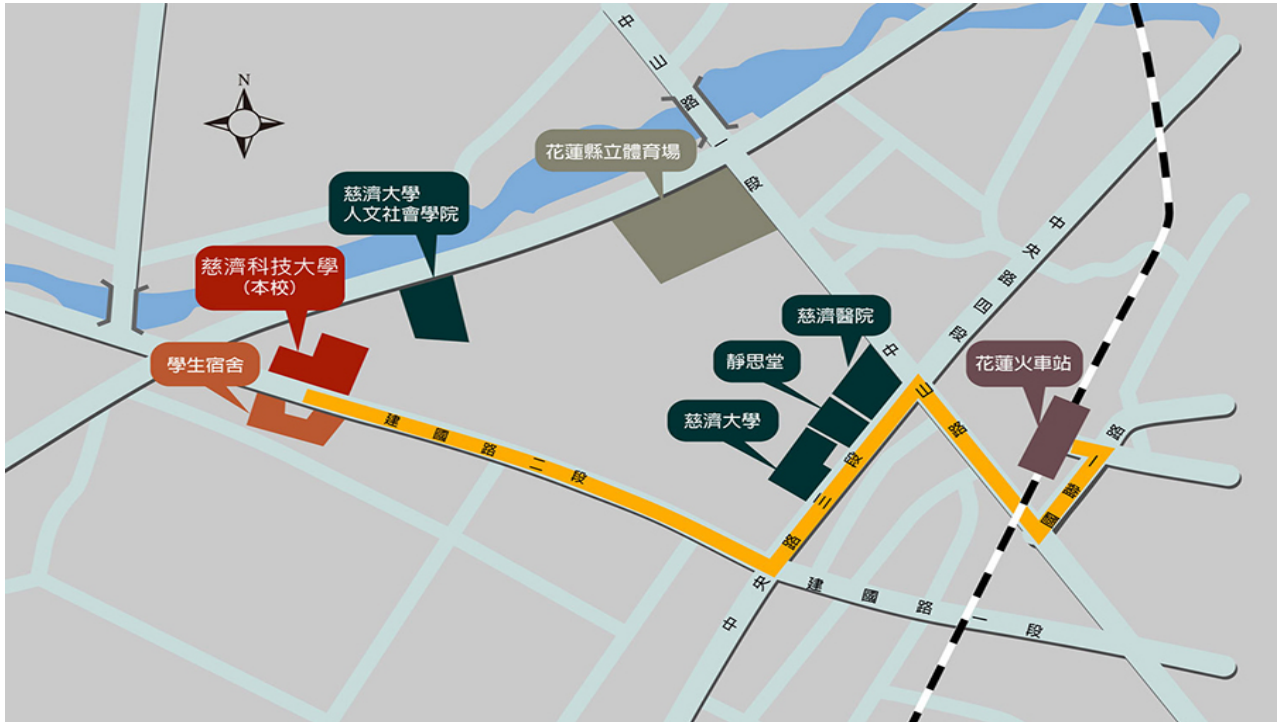 N
中山路一段
花蓮縣立體育場
慈濟大學
人文社會學院
慈濟科技大學
(本校)
學生宿舍
中央路四段
慈濟醫院
靜思堂
慈濟大學
花蓮火車站
中山路
國聯一路
建國路二段
中央路三段
建國路一段